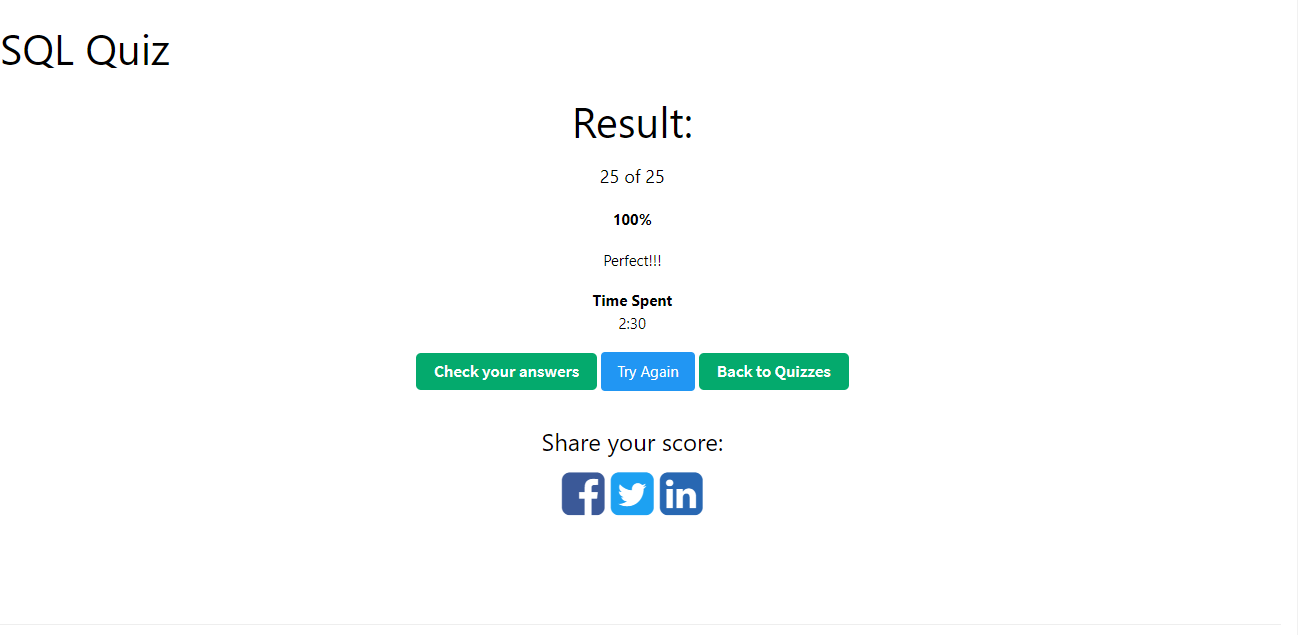 SQL Quiz
Result:
25 of 25
100%
Perfect!!!
Time Spent
2:30
Check your answers Try Again Back to Quizzes
Share your score:
f in